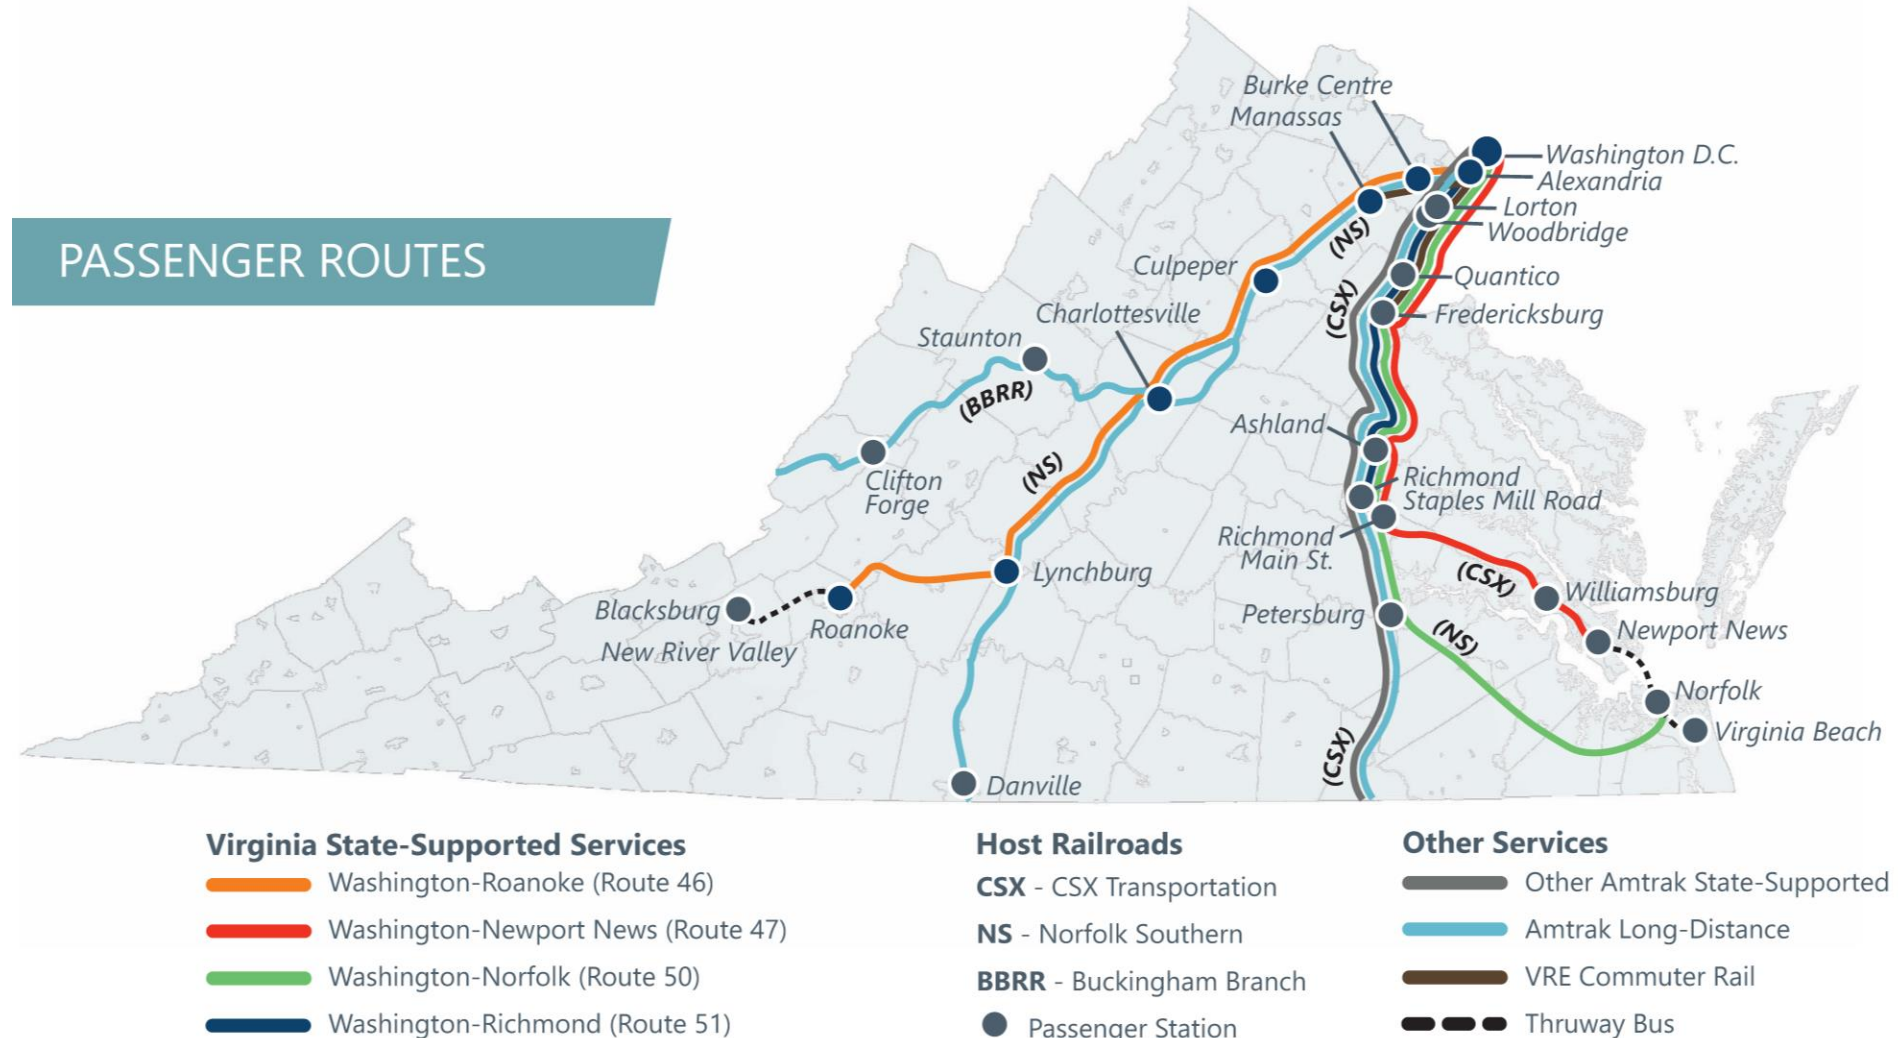 PASSENGER ROUTES
Burke Centre
Manassas
Washington D.C.
Alexandria
Lorton
Woodbridge
(NS)
Culpeper
Quantico
(CSX)
Charlottesville
Fredericksburg
Staunton
(BBRR)
Ashland
(NS)
Clifton
Forge
Richmond
Staples Mill Road
Richmond
Main St.
Lynchburg
(CSX)
Williamsburg
Blacksburg
Roanoke
New River Valley
Petersburg
(NS)
Newport News
Norfolk
Virginia Beach
(CSX)
Danville
Virginia State-Supported Services
Washington-Roanoke (Route 46)
Washington-Newport News (Route 47)
Washington-Norfolk (Route 50)
Washington-Richmond (Route 51)
Host Railroads
CSX - CSX Transportation
NS - Norfolk Southern
BBRR - Buckingham Branch
Passenger Station
Other Services
Other Amtrak State-Supported
Amtrak Long-Distance
VRE Commuter Rail
Thruway Bus